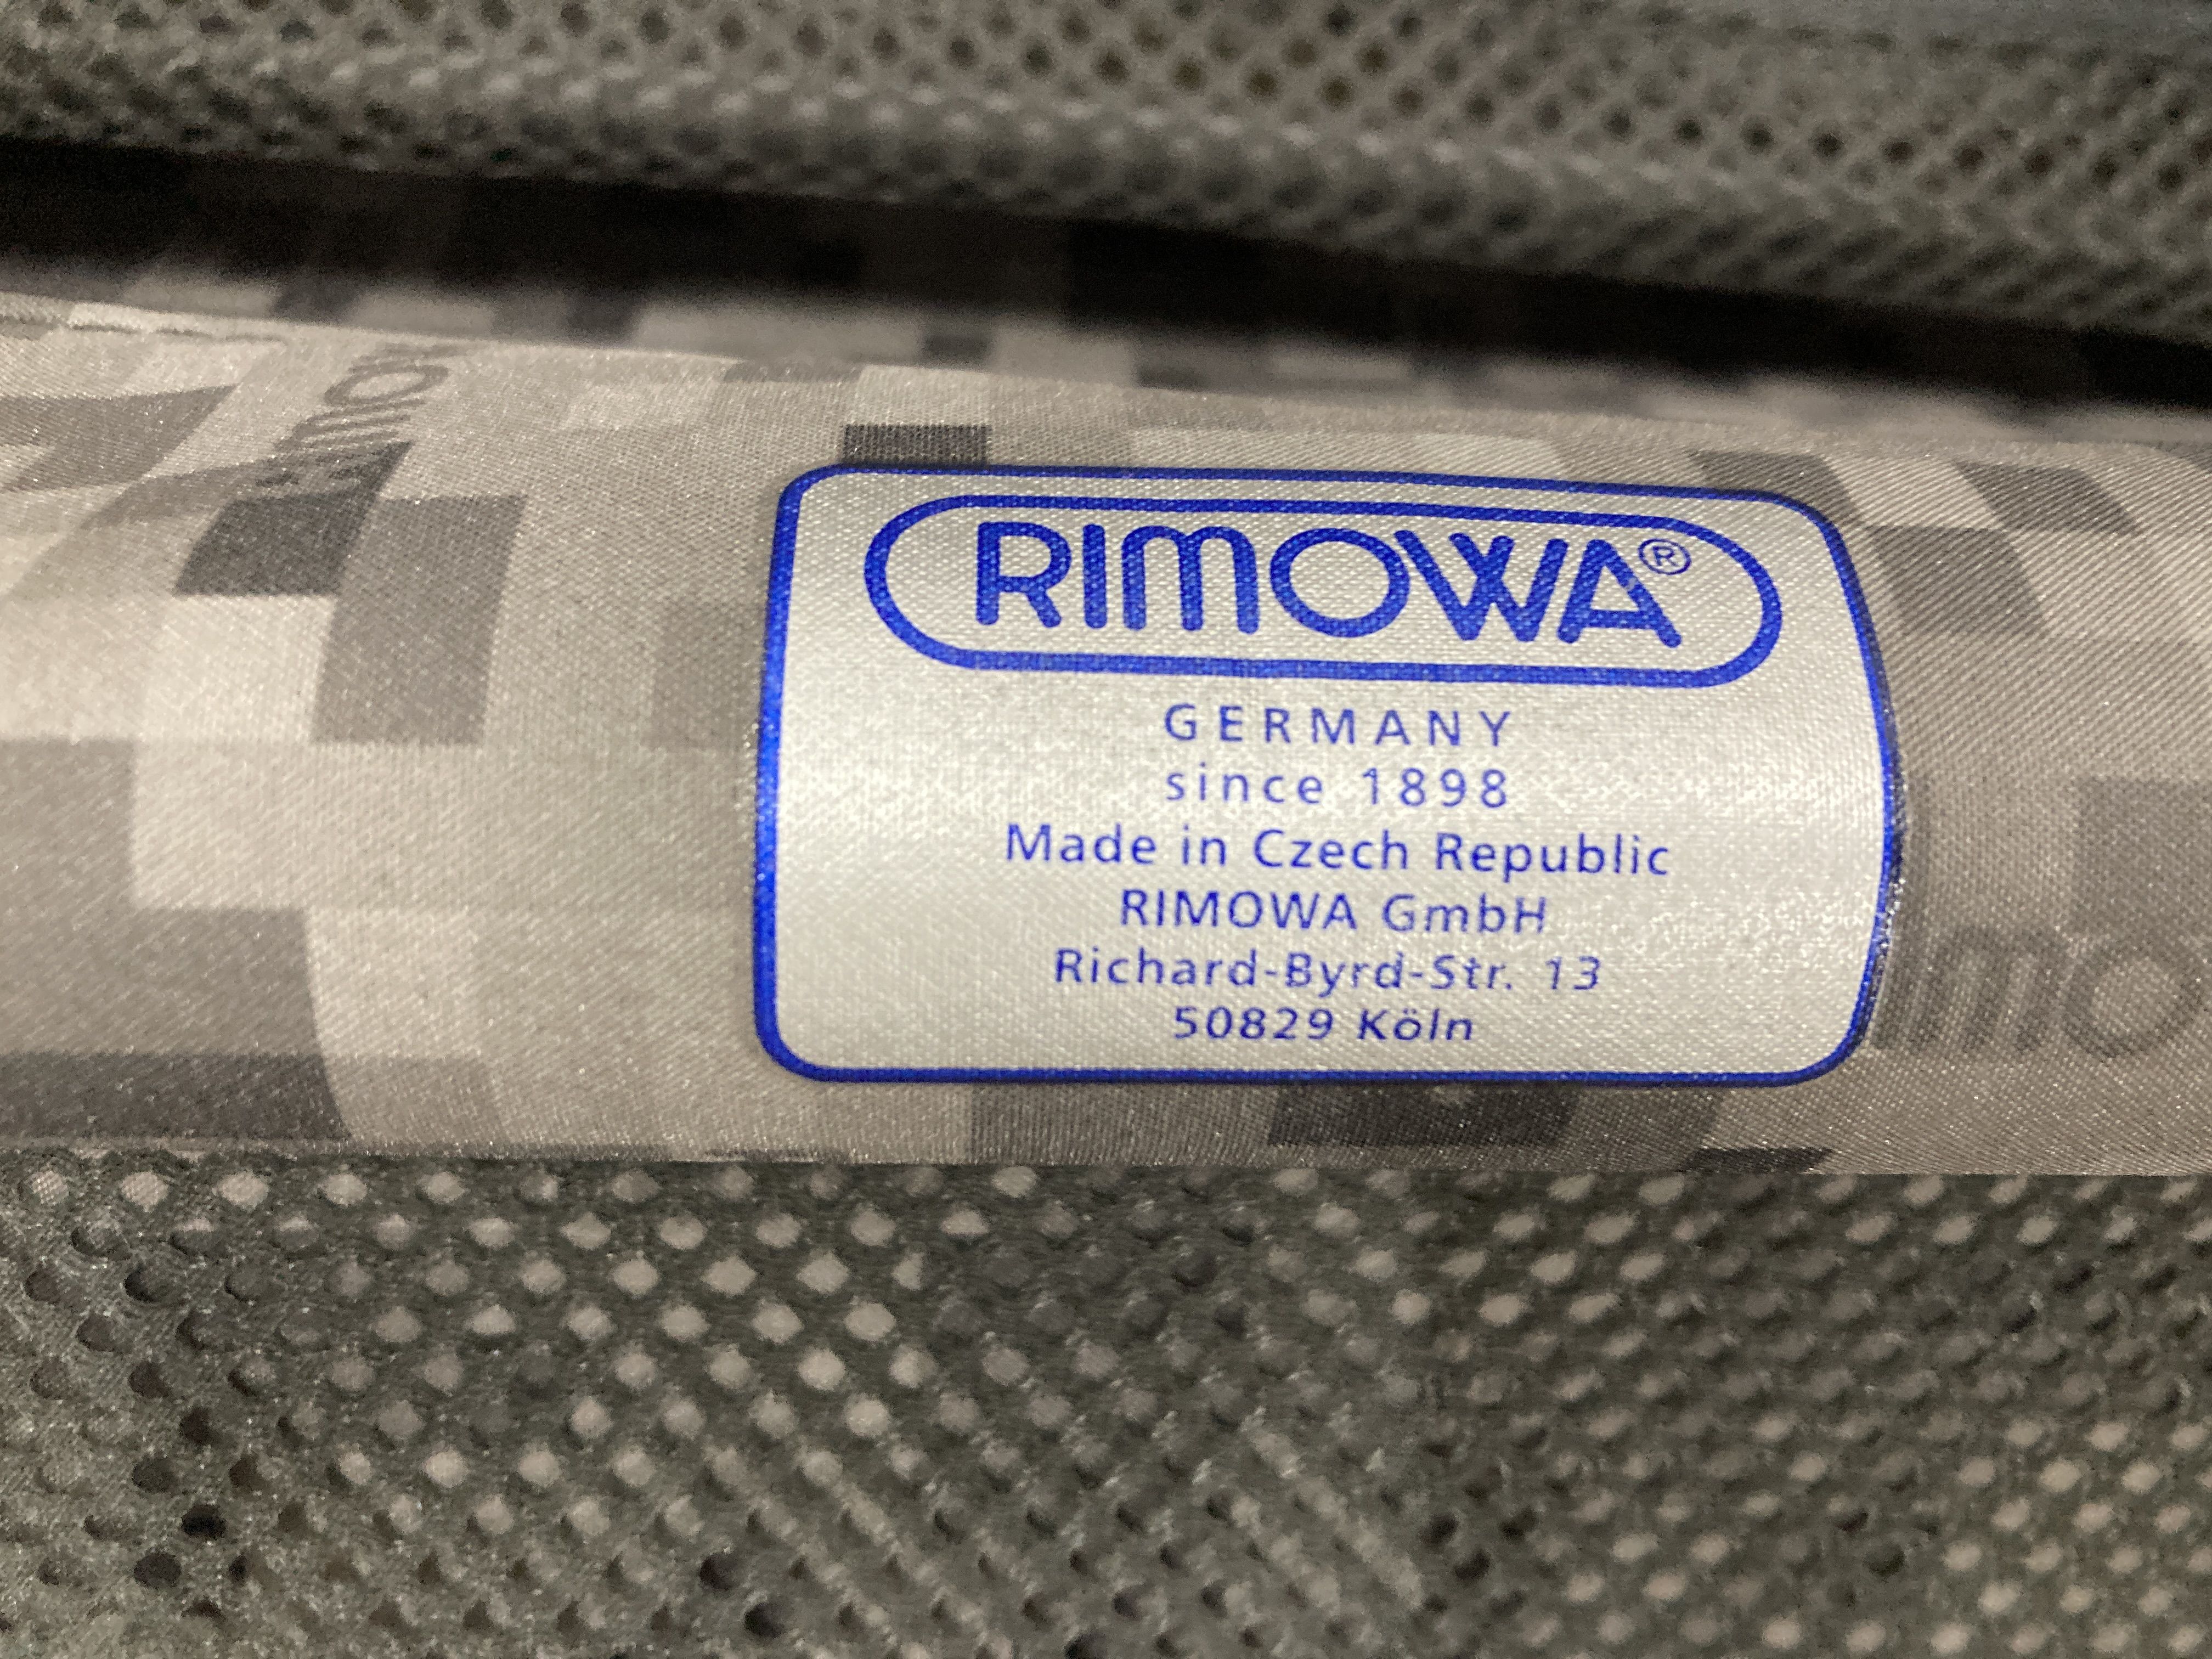 RIMOWA®
GERMANY
since 1898
Made in Czech Republic
RIMOWA GmbH
Richard-Byrd-Str. 13
50829 Köln